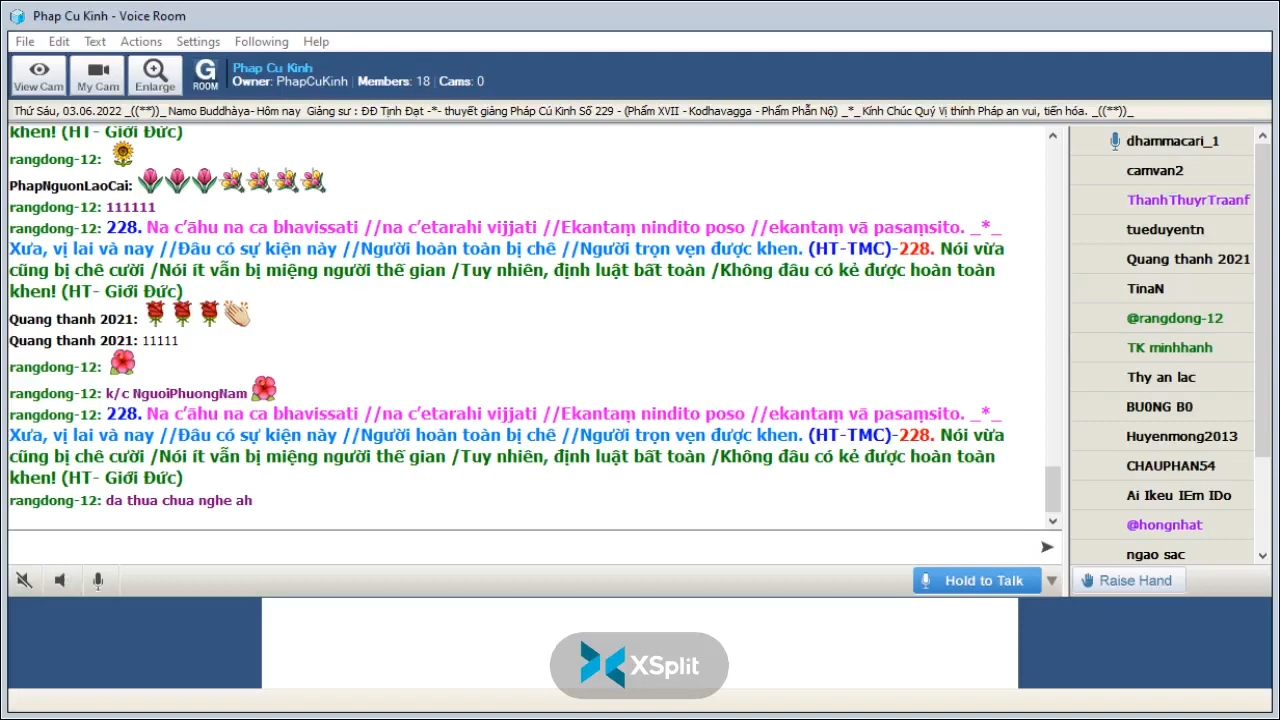 Phap Cu Kinh - Voice Room
File Edit Text Actions Settings Following Help
View Cam My Cam Enlarge G ROOM
Phap Cu Kinh
Owner: PhapCuKinh | Members: 18 | Cams: 0
Thứ Sáu, 03.06.2022 _((**))_ Namo Buddhàya- Hôm nay Giảng sư : ĐĐ Tịnh Đạt -*- thuyết giảng Pháp Cú Kinh Số 229 - (Phẩm XVII - Kodhavagga - Phẩm Phẫn Nộ) _*_ Kính Chúc Quý Vị thính Pháp an vui, tiến hóa. _((**))_
khen! (HT- Giới Đức)
rangdong-12:
PhapNguonLaoCai:
rangdong-12: 111111
rangdong-12: 228. Na c’āhu na ca bhavissati //na c’etarahi vijjati //Ekantaṃ nindito poso //ekantaṃ vā pasaṃsito. _*_
Xưa, vị lai và nay //Đâu có sự kiện này //Người hoàn toàn bị chê //Người trọn vẹn được khen. (HT-TMC)-228. Nói vừa
cũng bị chê cười /Nói ít vẫn bị miệng người thế gian /Tuy nhiên, định luật bất toàn /Không đâu có kẻ được hoàn toàn
khen! (HT- Giới Đức)
Quang thanh 2021:
Quang thanh 2021: 11111
rangdong-12:
rangdong-12: k/c NguoiPhuongNam
rangdong-12: 228. Na c’āhu na ca bhavissati //na c’etarahi vijjati //Ekantaṃ nindito poso //ekantaṃ vā pasaṃsito. _*_
Xưa, vị lai và nay //Đâu có sự kiện này //Người hoàn toàn bị chê //Người trọn vẹn được khen. (HT-TMC)-228. Nói vừa
cũng bị chê cười /Nói ít vẫn bị miệng người thế gian /Tuy nhiên, định luật bất toàn /Không đâu có kẻ được hoàn toàn
khen! (HT- Giới Đức)
rangdong-12: da thua chua nghe ah
dhammacari_1
camvan2
ThanhThuyrTraanf
tueduyentn
Quang thanh 2021
TinaN
@rangdong-12
TK minhhanh
Thy an lac
BU0NG B0
Huyenmong2013
CHAUPHAN54
Ai Ikeu IEm IDo
@hongnhat
ngao sac
Hold to Talk
Raise Hand
XSplit